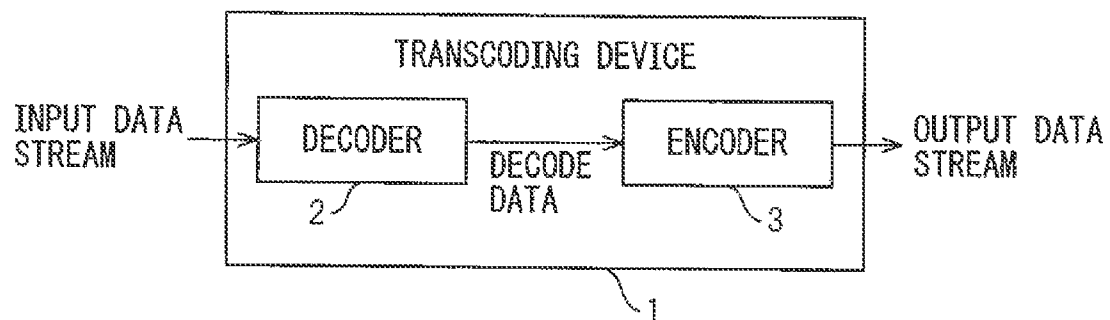 TRANSCODING DEVICE
INPUT DATA
STREAM
DECODER
DECODE
DATA
ENCODER
OUTPUT DATA
STREAM
2
3
1